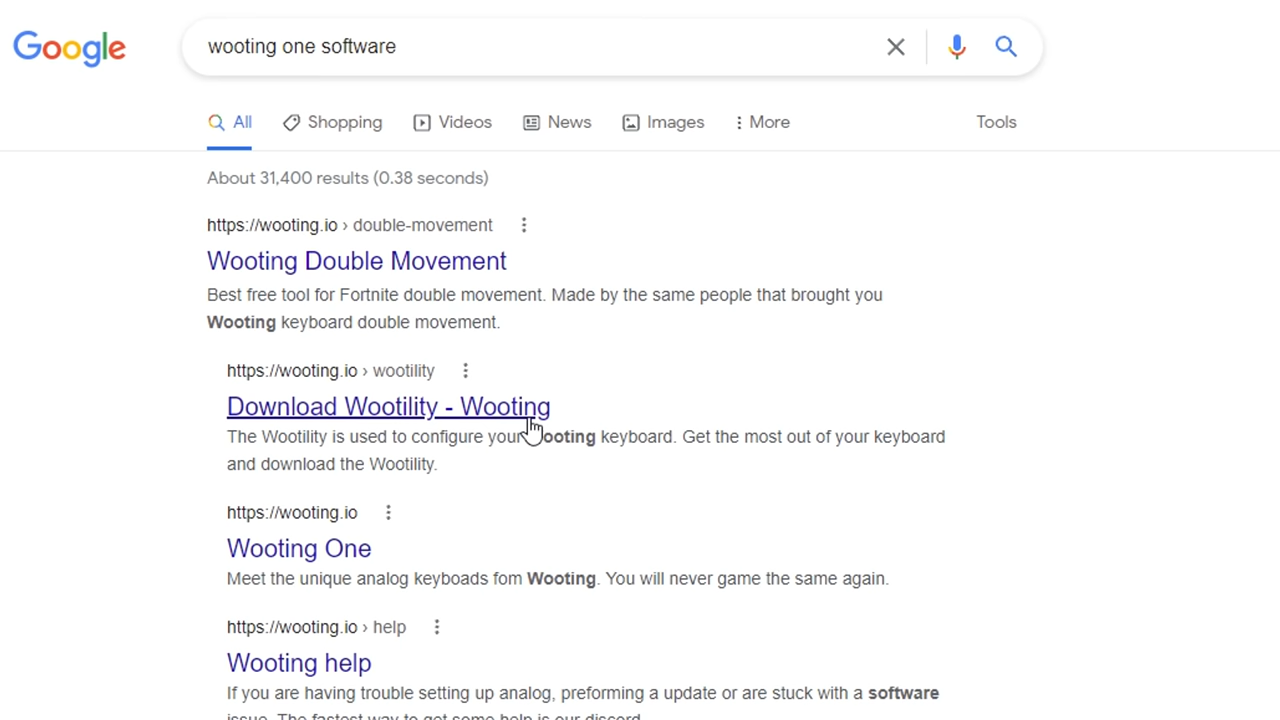 Google
wooting one software
All Shopping Videos News Images More Tools
About 31,400 results (0.38 seconds)
https://wooting.io › double-movement
Wooting Double Movement
Best free tool for Fortnite double movement. Made by the same people that brought you
Wooting keyboard double movement.
https://wooting.io › wootility
Download Wootility - Wooting
The Wootility is used to configure your Wooting keyboard. Get the most out of your keyboard
and download the Wootility.
https://wooting.io
Wooting One
Meet the unique analog keyboads fom Wooting. You will never game the same again.
https://wooting.io › help
Wooting help
If you are having trouble setting up analog, preforming a update or are stuck with a software
issue. The fastest way to get some help is our discord.